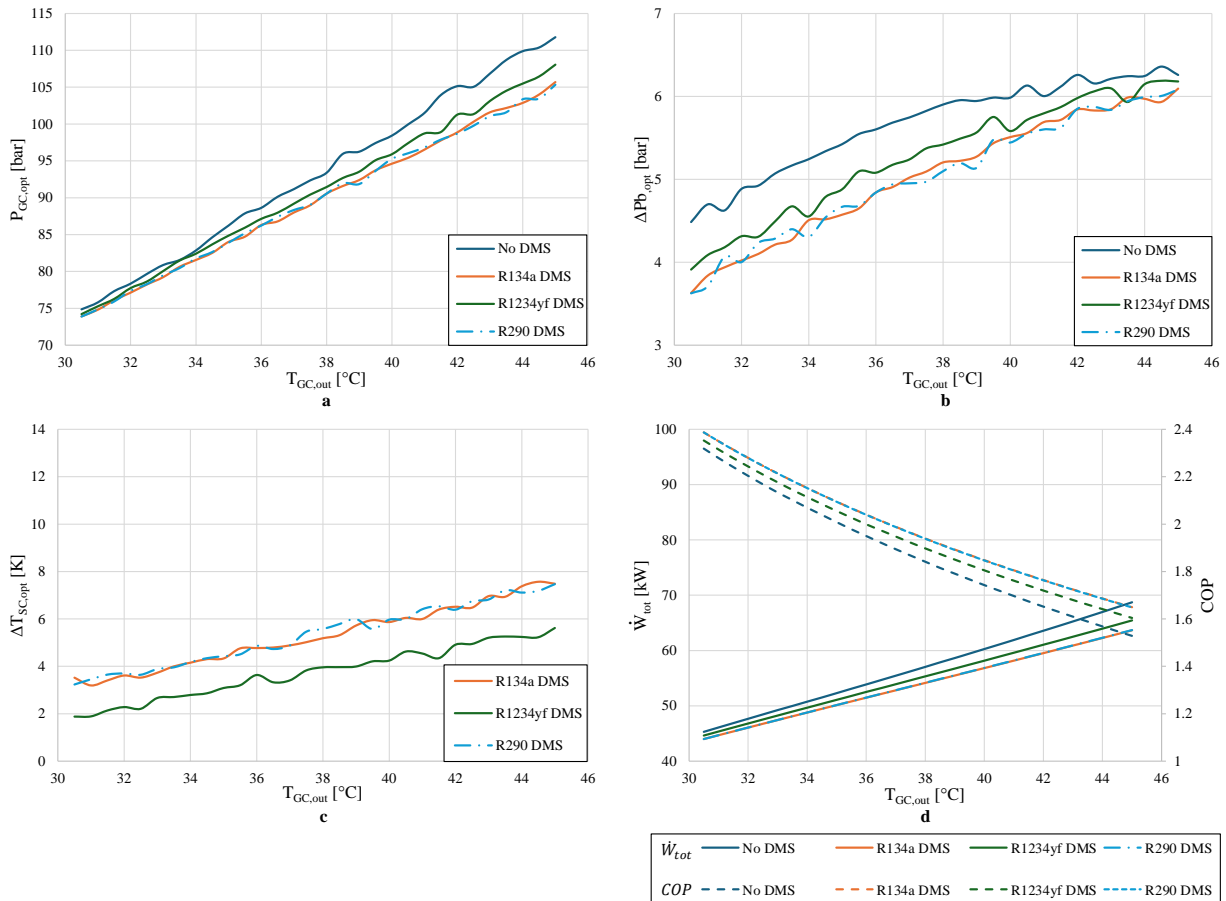 115
110
105
100
95
90
85
80
75
70
P_GC,opt [bar]
30 32 34 36 38 40 42 44 46
T_GC,out [°C]
No DMS
R134a DMS
R1234yf DMS
R290 DMS
a
7
6
5
4
3
ΔPb,opt [bar]
30 32 34 36 38 40 42 44 46
T_GC,out [°C]
No DMS
R134a DMS
R1234yf DMS
R290 DMS
b
14
12
10
8
6
4
2
0
ΔT_SC,opt [K]
30 32 34 36 38 40 42 44 46
T_GC,out [°C]
R134a DMS
R1234yf DMS
R290 DMS
c
100
90
80
70
60
50
40
Ẇ_tot [kW]
2.4
2.2
2
1.8
1.6
1.4
1.2
1
COP
30 32 34 36 38 40 42 44 46
T_GC,out [°C]
d
Ẇ_tot No DMS R134a DMS R1234yf DMS R290 DMS
COP No DMS R134a DMS R1234yf DMS R290 DMS